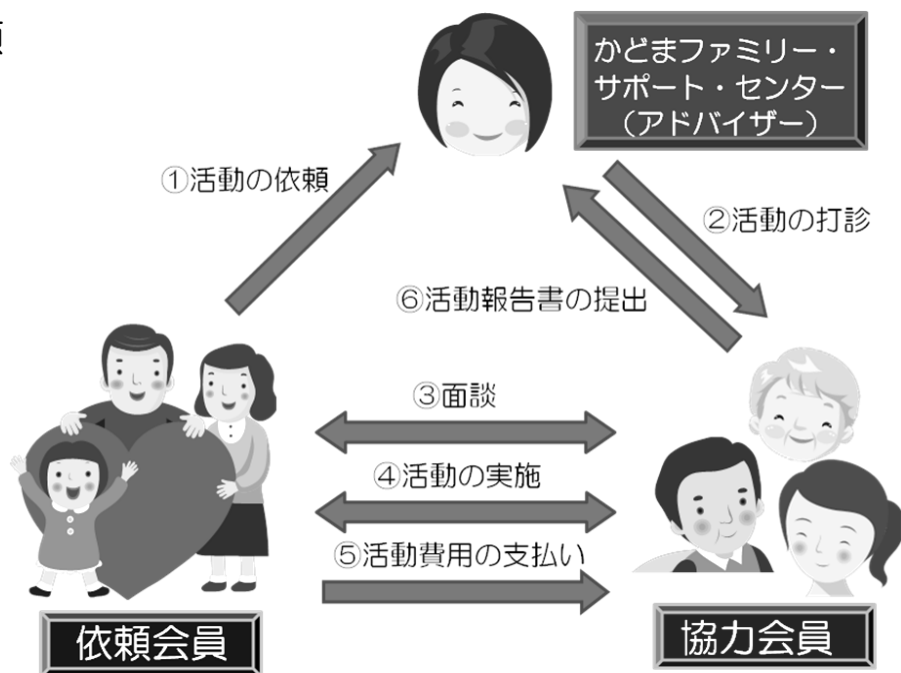 かどまファミリー・
サポート・センター
（アドバイザー）
①活動の依頼
②活動の打診
⑥活動報告書の提出
③面談
④活動の実施
⑤活動費用の支払い
依頼会員
協力会員